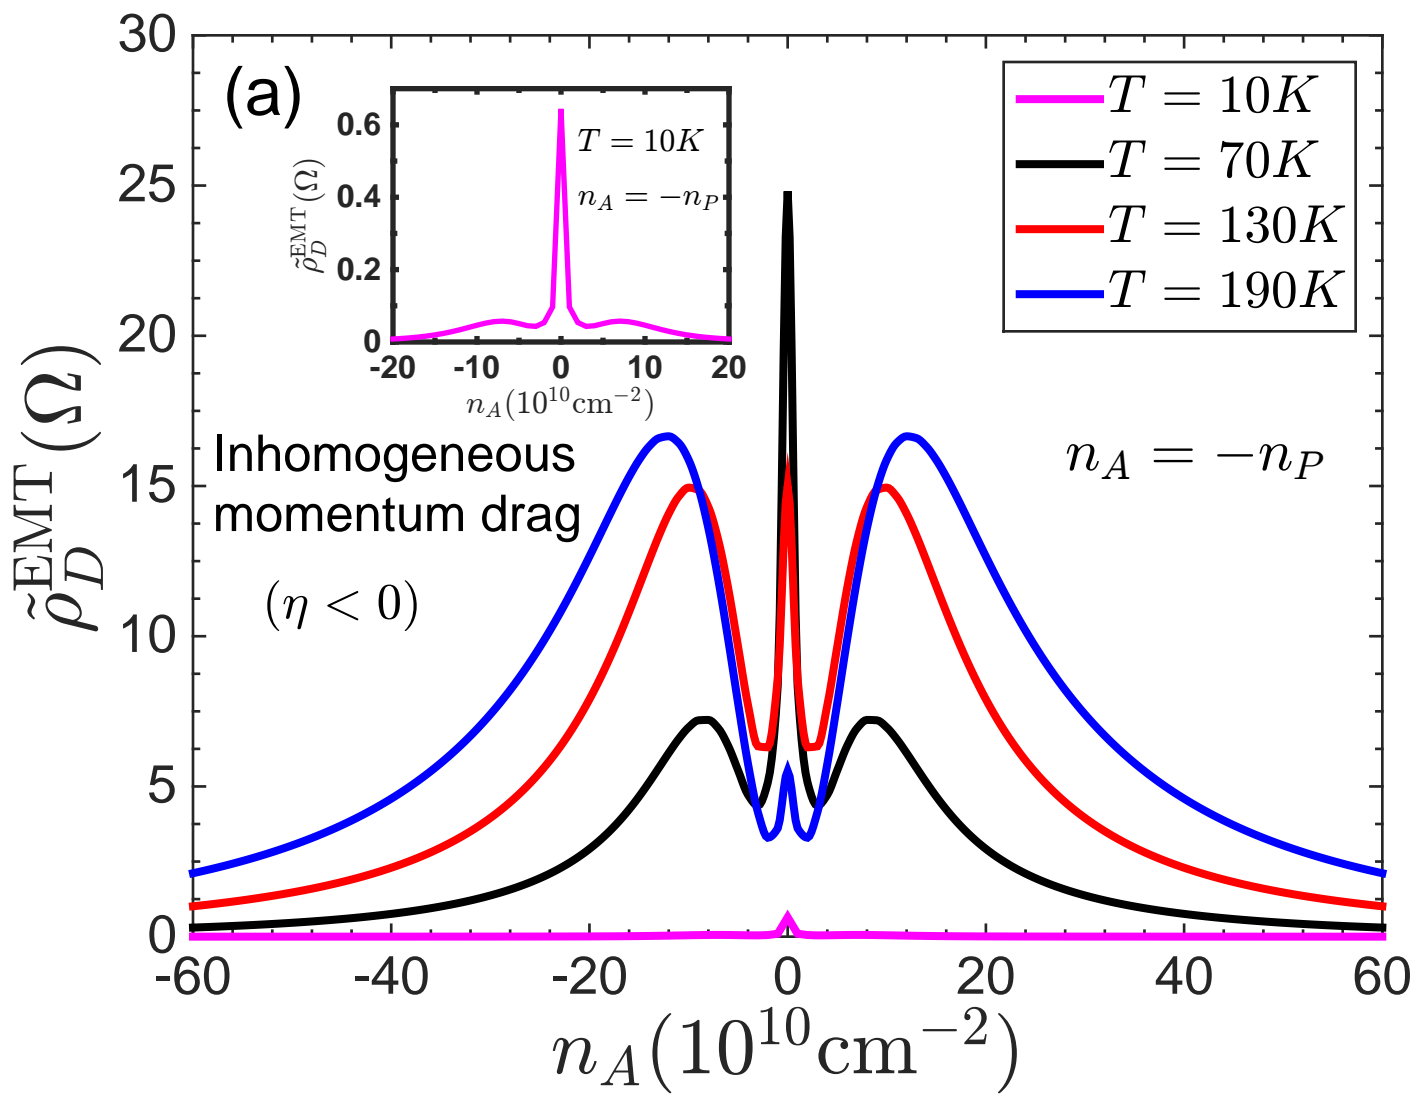 (a)
30
25
20
15
10
5
0
-60
-40
-20
0
20
40
60
ρ̃_D^EMT (Ω)
n_A(10^10 cm^−2)
T = 10K
T = 70K
T = 130K
T = 190K
n_A = −n_P
Inhomogeneous
momentum drag
(η < 0)
0.6
0.4
0.2
0
-20
-10
0
10
20
ρ̃_D^EMT (Ω)
n_A(10^10 cm^−2)
T = 10K
n_A = −n_P